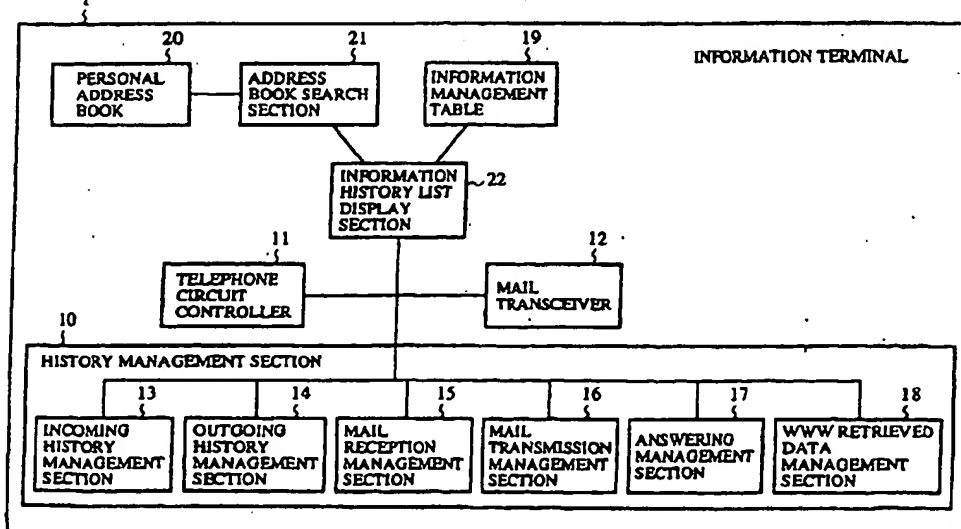 20
21
19
INFORMATION TERMINAL
PERSONAL
ADDRESS
BOOK
ADDRESS
BOOK SEARCH
SECTION
INFORMATION
MANAGEMENT
TABLE
INFORMATION
HISTORY LIST
DISPLAY
SECTION
22
11
12
TELEPHONE
CIRCUIT
CONTROLLER
MAIL
TRANSCEIVER
10
HISTORY MANAGEMENT SECTION
13
14
15
16
17
18
INCOMING
HISTORY
MANAGEMENT
SECTION
OUTGOING
HISTORY
MANAGEMENT
SECTION
MAIL
RECEPTION
MANAGEMENT
SECTION
MAIL
TRANSMISSION
MANAGEMENT
SECTION
ANSWERING
MANAGEMENT
SECTION
WWW RETRIEVED
DATA
MANAGEMENT
SECTION